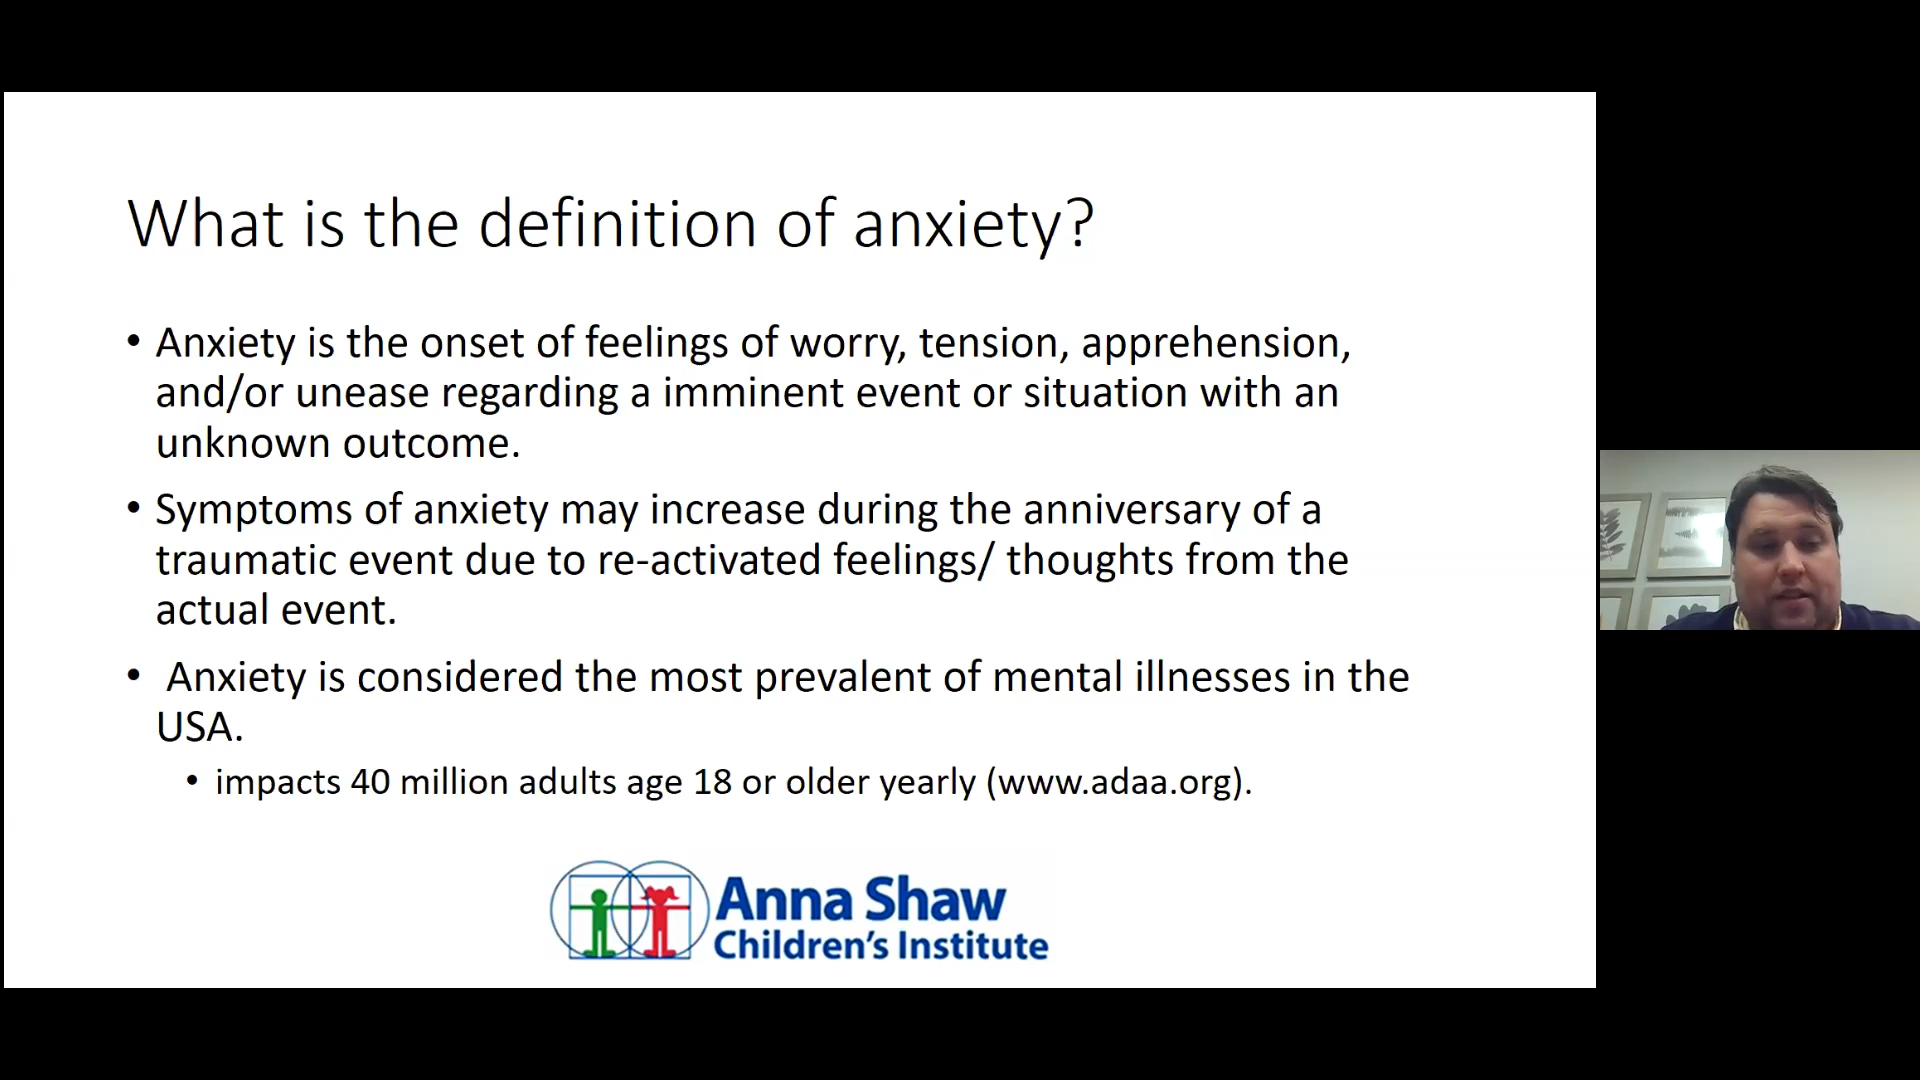 What is the definition of anxiety?
• Anxiety is the onset of feelings of worry, tension, apprehension,
and/or unease regarding a imminent event or situation with an
unknown outcome.
• Symptoms of anxiety may increase during the anniversary of a
traumatic event due to re-activated feelings/ thoughts from the
actual event.
• Anxiety is considered the most prevalent of mental illnesses in the
USA.
• impacts 40 million adults age 18 or older yearly (www.adaa.org).
Anna Shaw
Children's Institute